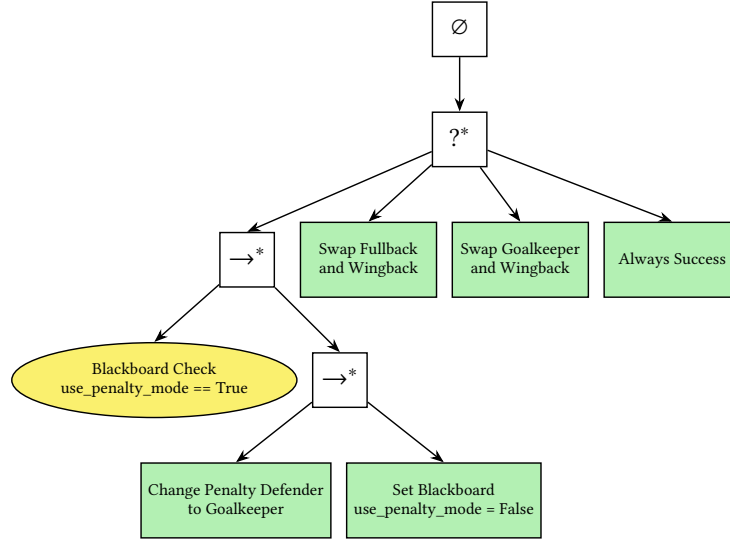 ∅
?*
→*
Swap Fullback
and Wingback
Swap Goalkeeper
and Wingback
Always Success
Blackboard Check
use_penalty_mode == True
→*
Change Penalty Defender
to Goalkeeper
Set Blackboard
use_penalty_mode = False